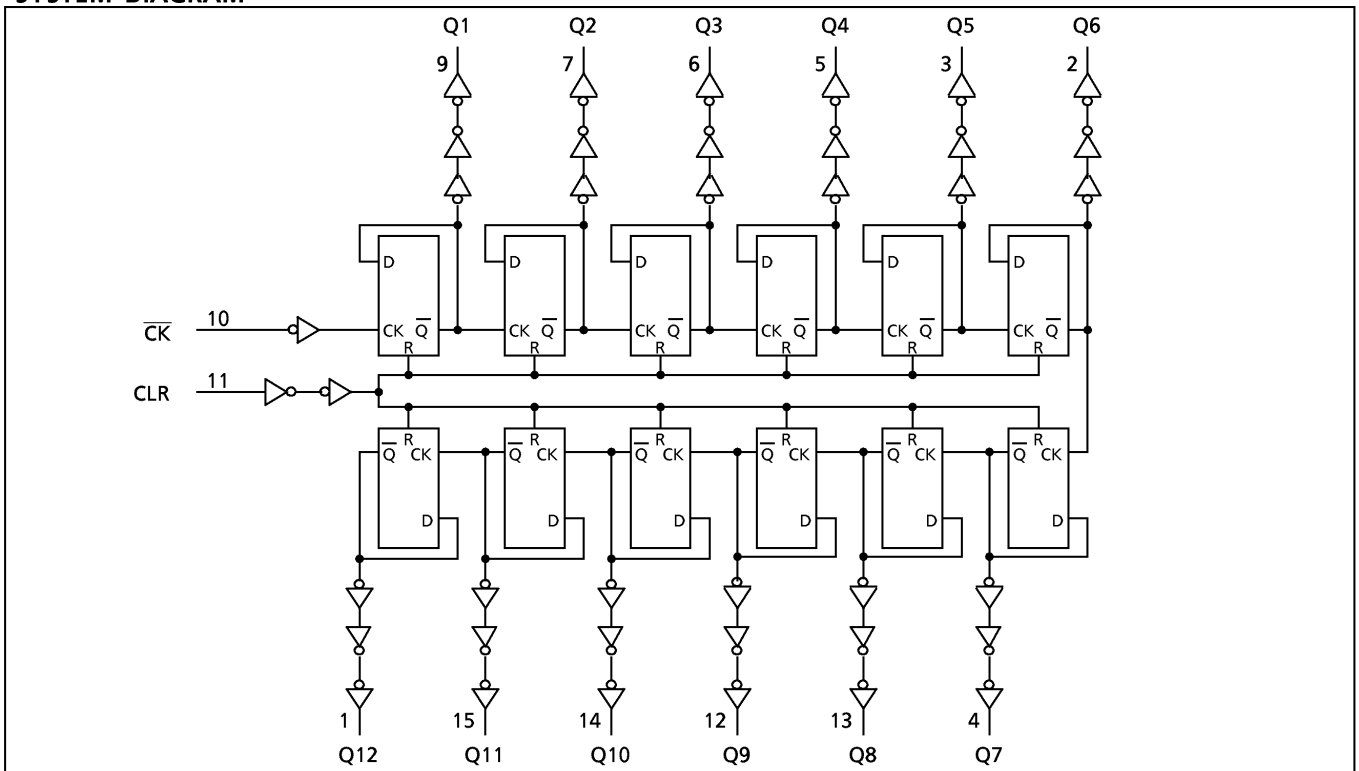 SYSTEM DIAGRAM
Q1 Q2 Q3 Q4 Q5 Q6
9 7 6 5 3 2
D D D D D D
CK 10 CK Q CK Q CK Q CK Q CK Q CK Q
R R R R R R
CLR 11
R R R R R R
Q CK Q CK Q CK Q CK Q CK Q CK
D D D D D D
1 15 14 12 13 4
Q12 Q11 Q10 Q9 Q8 Q7